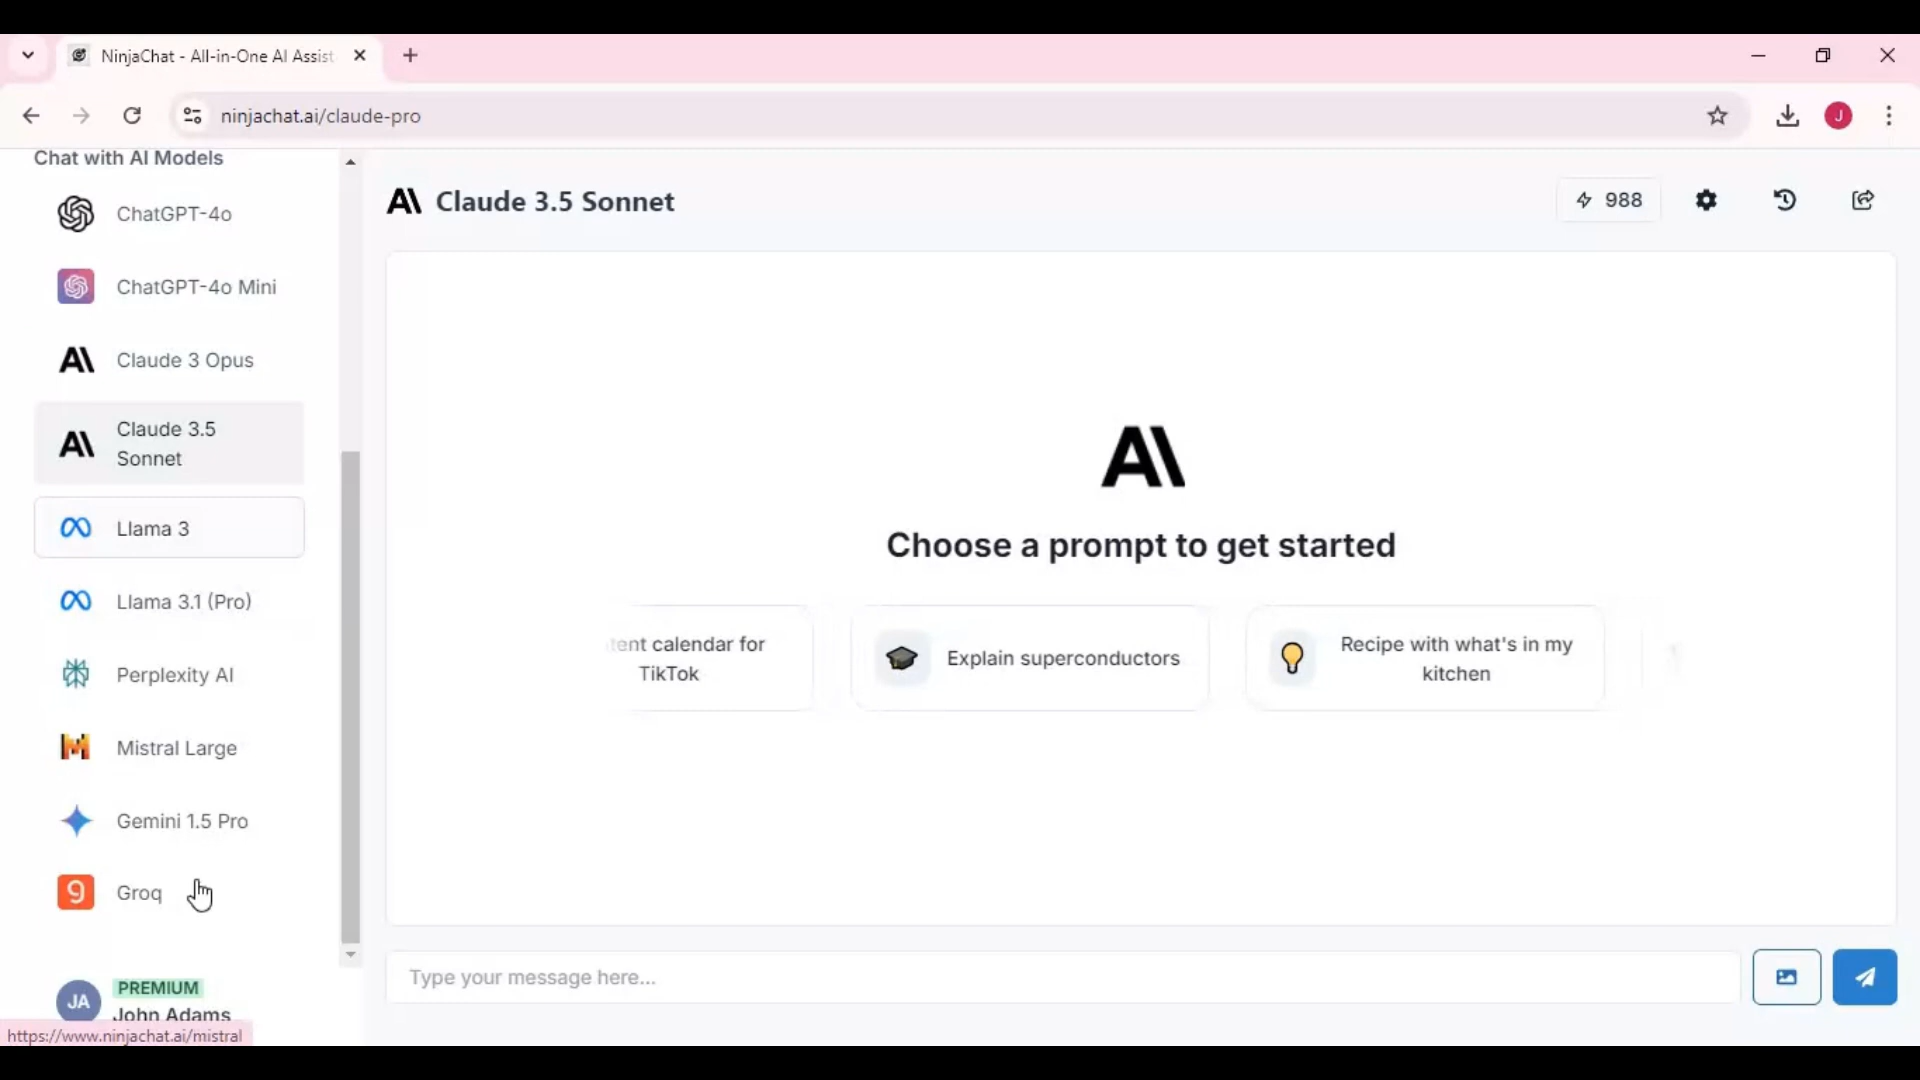 NinjaChat - All-in-One AI Assist
ninjachat.ai/claude-pro
J
Chat with AI Models
ChatGPT-4o
ChatGPT-4o Mini
Claude 3 Opus
Claude 3.5
Sonnet
Llama 3
Llama 3.1 (Pro)
Perplexity AI
Mistral Large
Gemini 1.5 Pro
Groq
JA
PREMIUM
John Adams
https://www.ninjachat.ai/mistral
Claude 3.5 Sonnet
988
Choose a prompt to get started
tent calendar for
TikTok
Explain superconductors
Recipe with what's in my
kitchen
Type your message here...